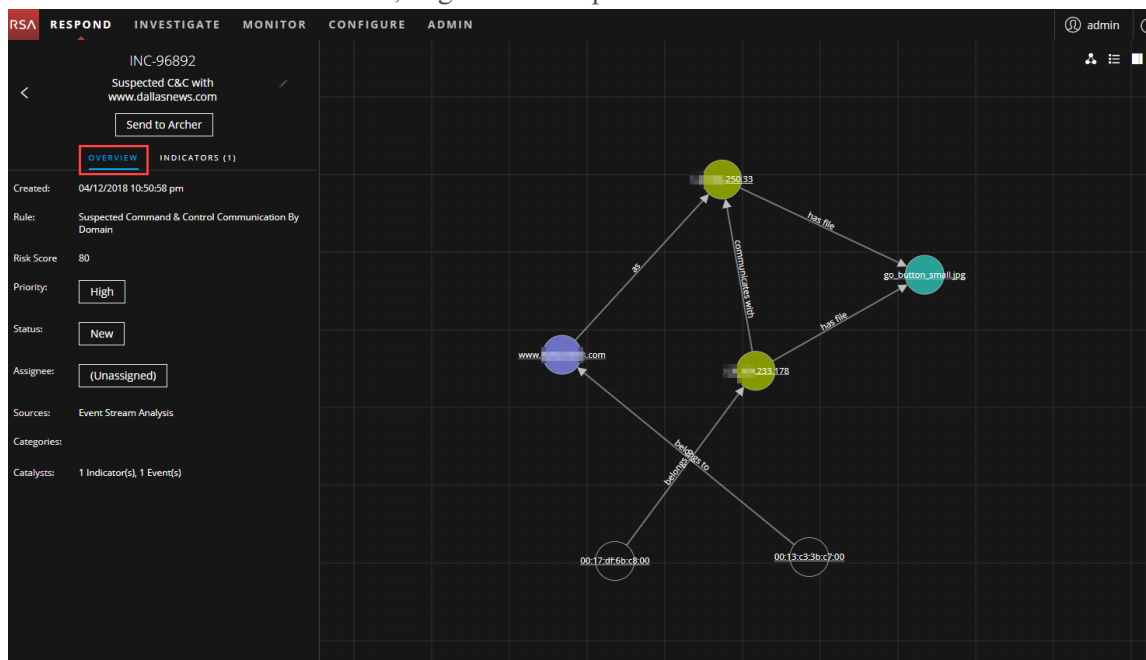 RSA RESPOND INVESTIGATE MONITOR CONFIGURE ADMIN admin
INC-96892
Suspected C&C with
www.dallasnews.com
Send to Archer
OVERVIEW INDICATORS (1)
Created: 04/12/2018 10:50:58 pm
Rule: Suspected Command & Control Communication By
Domain
Risk Score 80
Priority: High
Status: New
Assignee: (Unassigned)
Sources: Event Stream Analysis
Categories:
Catalysts: 1 Indicator(s), 1 Event(s)
.250.33
has file
as
communicates with
go_button_small.jpg
has file
www. .com
.233.178
belongs to
belongs
00:17:df:6b:c8:00
00:13:c3:3b:c7:00